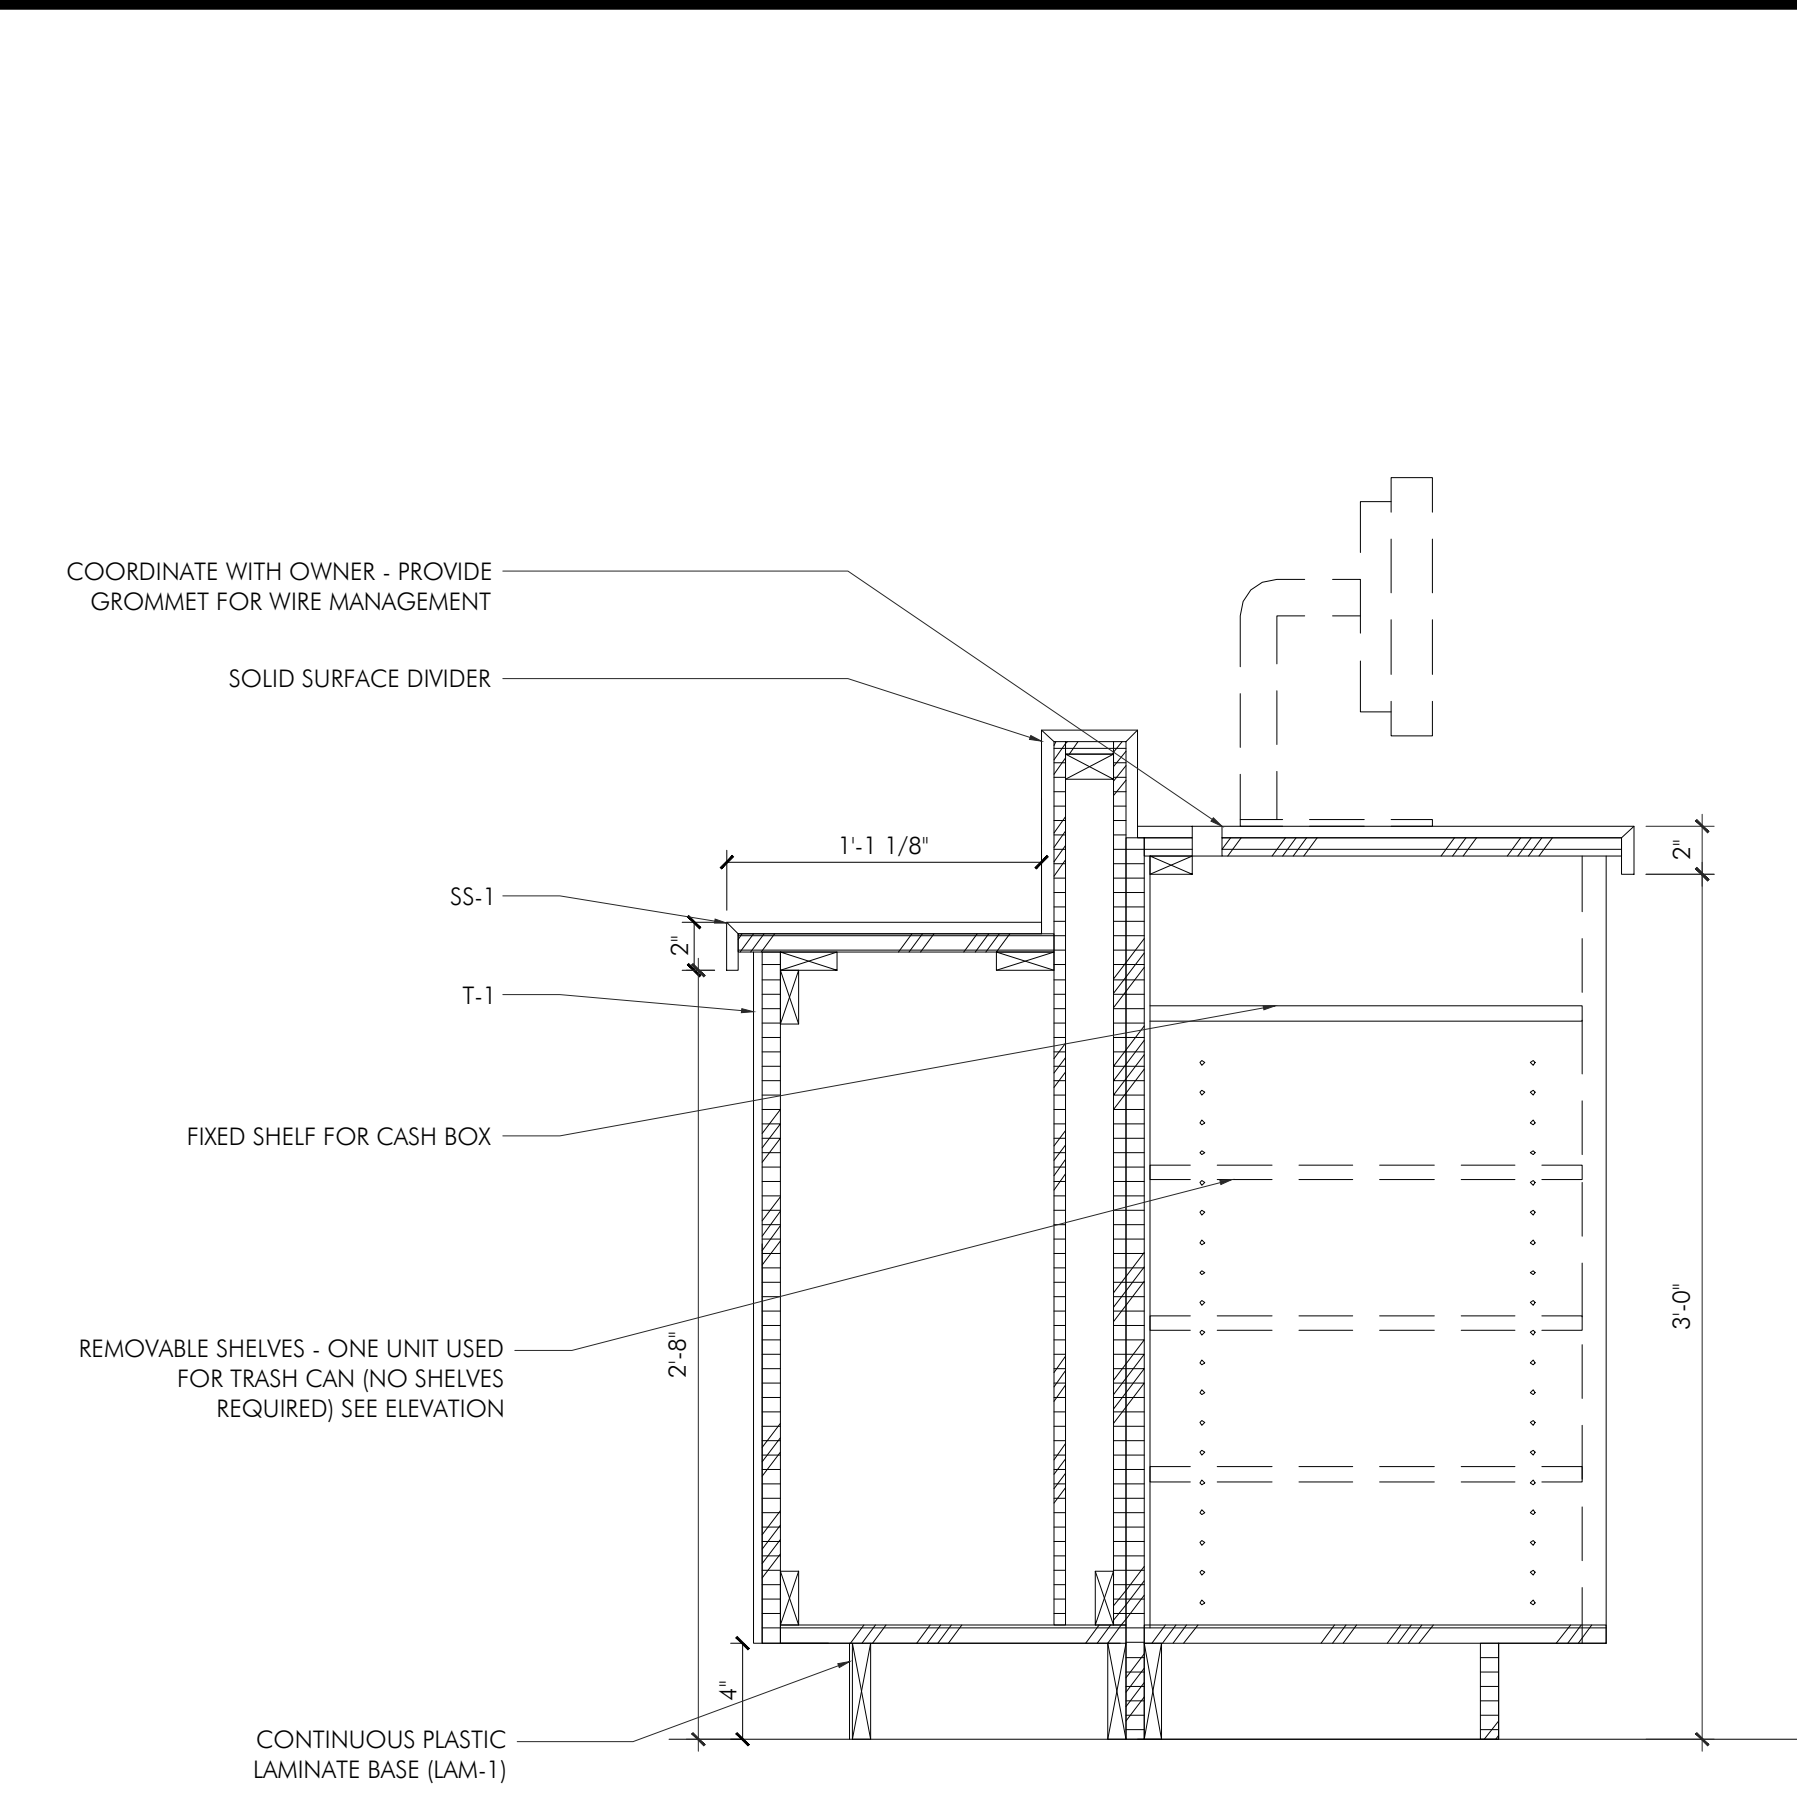 COORDINATE WITH OWNER - PROVIDE
GROMMET FOR WIRE MANAGEMENT
SOLID SURFACE DIVIDER
1'-1 1/8"
2"
SS-1
2"
T-1
FIXED SHELF FOR CASH BOX
3'-0"
REMOVABLE SHELVES - ONE UNIT USED
FOR TRASH CAN (NO SHELVES
REQUIRED) SEE ELEVATION
2'-8"
4"
CONTINUOUS PLASTIC
LAMINATE BASE (LAM-1)